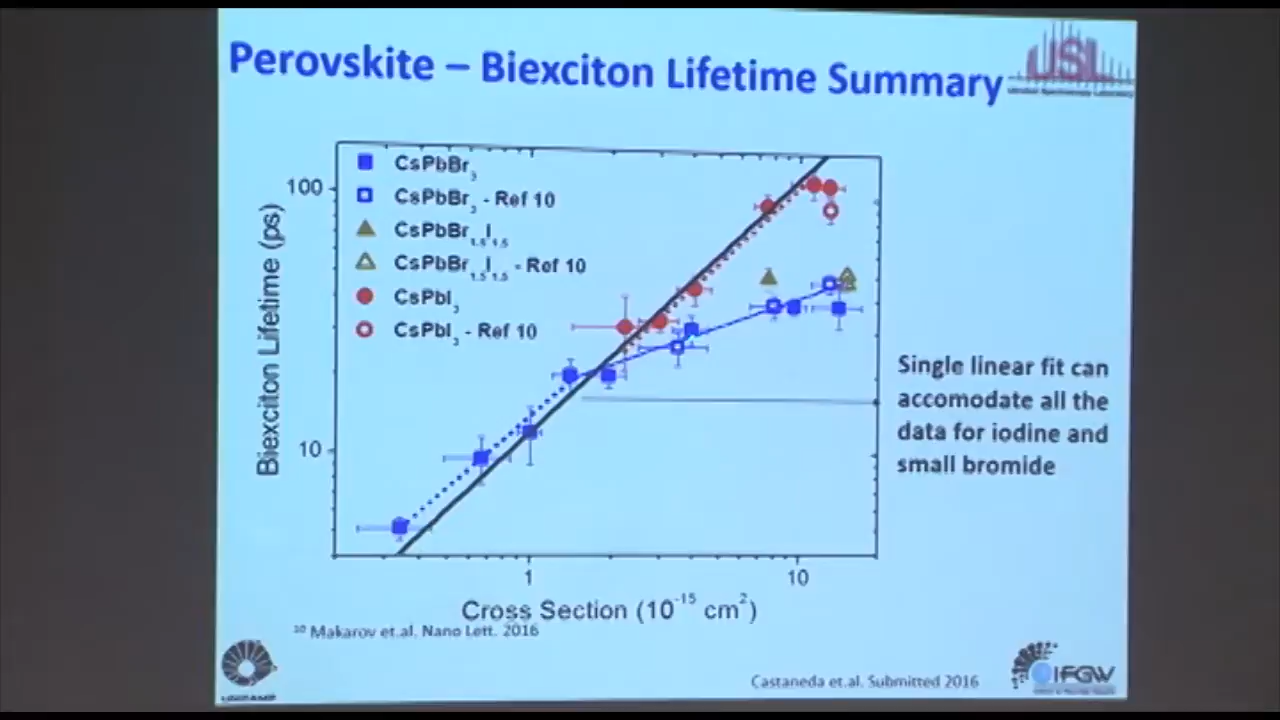 Perovskite – Biexciton Lifetime Summary
USL
CsPbBr3
CsPbBr3 - Ref 10
CsPbBr1.5I1.5
CsPbBr1.5I1.5 - Ref 10
CsPbI3
CsPbI3 - Ref 10
100
10
Biexciton Lifetime (ps)
1
10
Cross Section (10^-15 cm^2)
Single linear fit can
accomodate all the
data for iodine and
small bromide
10 Makarov et.al. Nano Lett. 2016
Castaneda et.al. Submitted 2016
IFGW